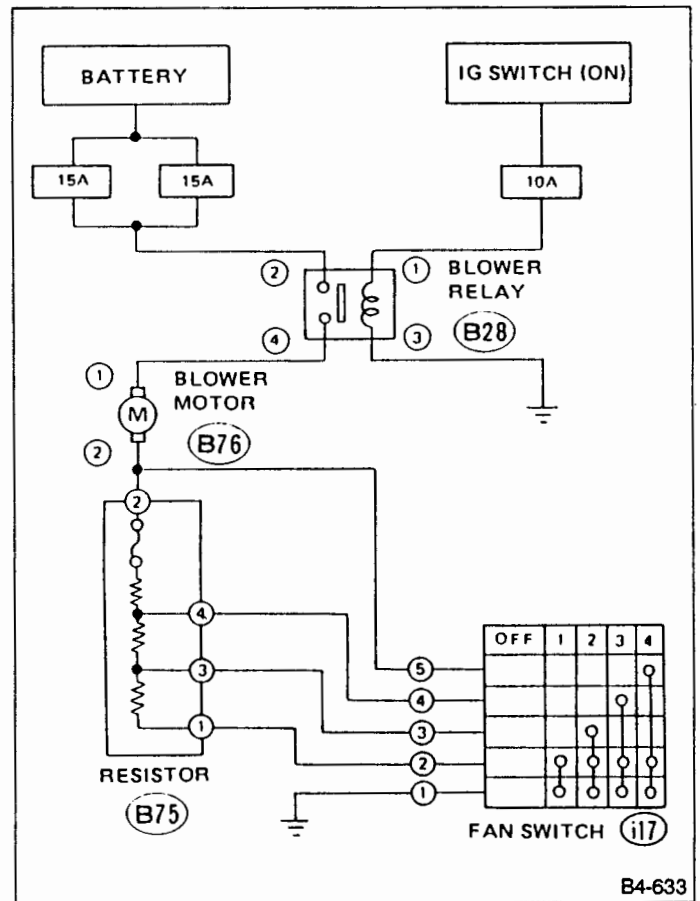 BATTERY
IG SWITCH (ON)
15A
15A
10A
2
1
BLOWER
RELAY
B28
4
3
1
BLOWER
MOTOR
M
B76
2
2
4
3
1
RESISTOR
B75
OFF 1 2 3 4
5
4
3
2
1
FAN SWITCH
i17
B4-633